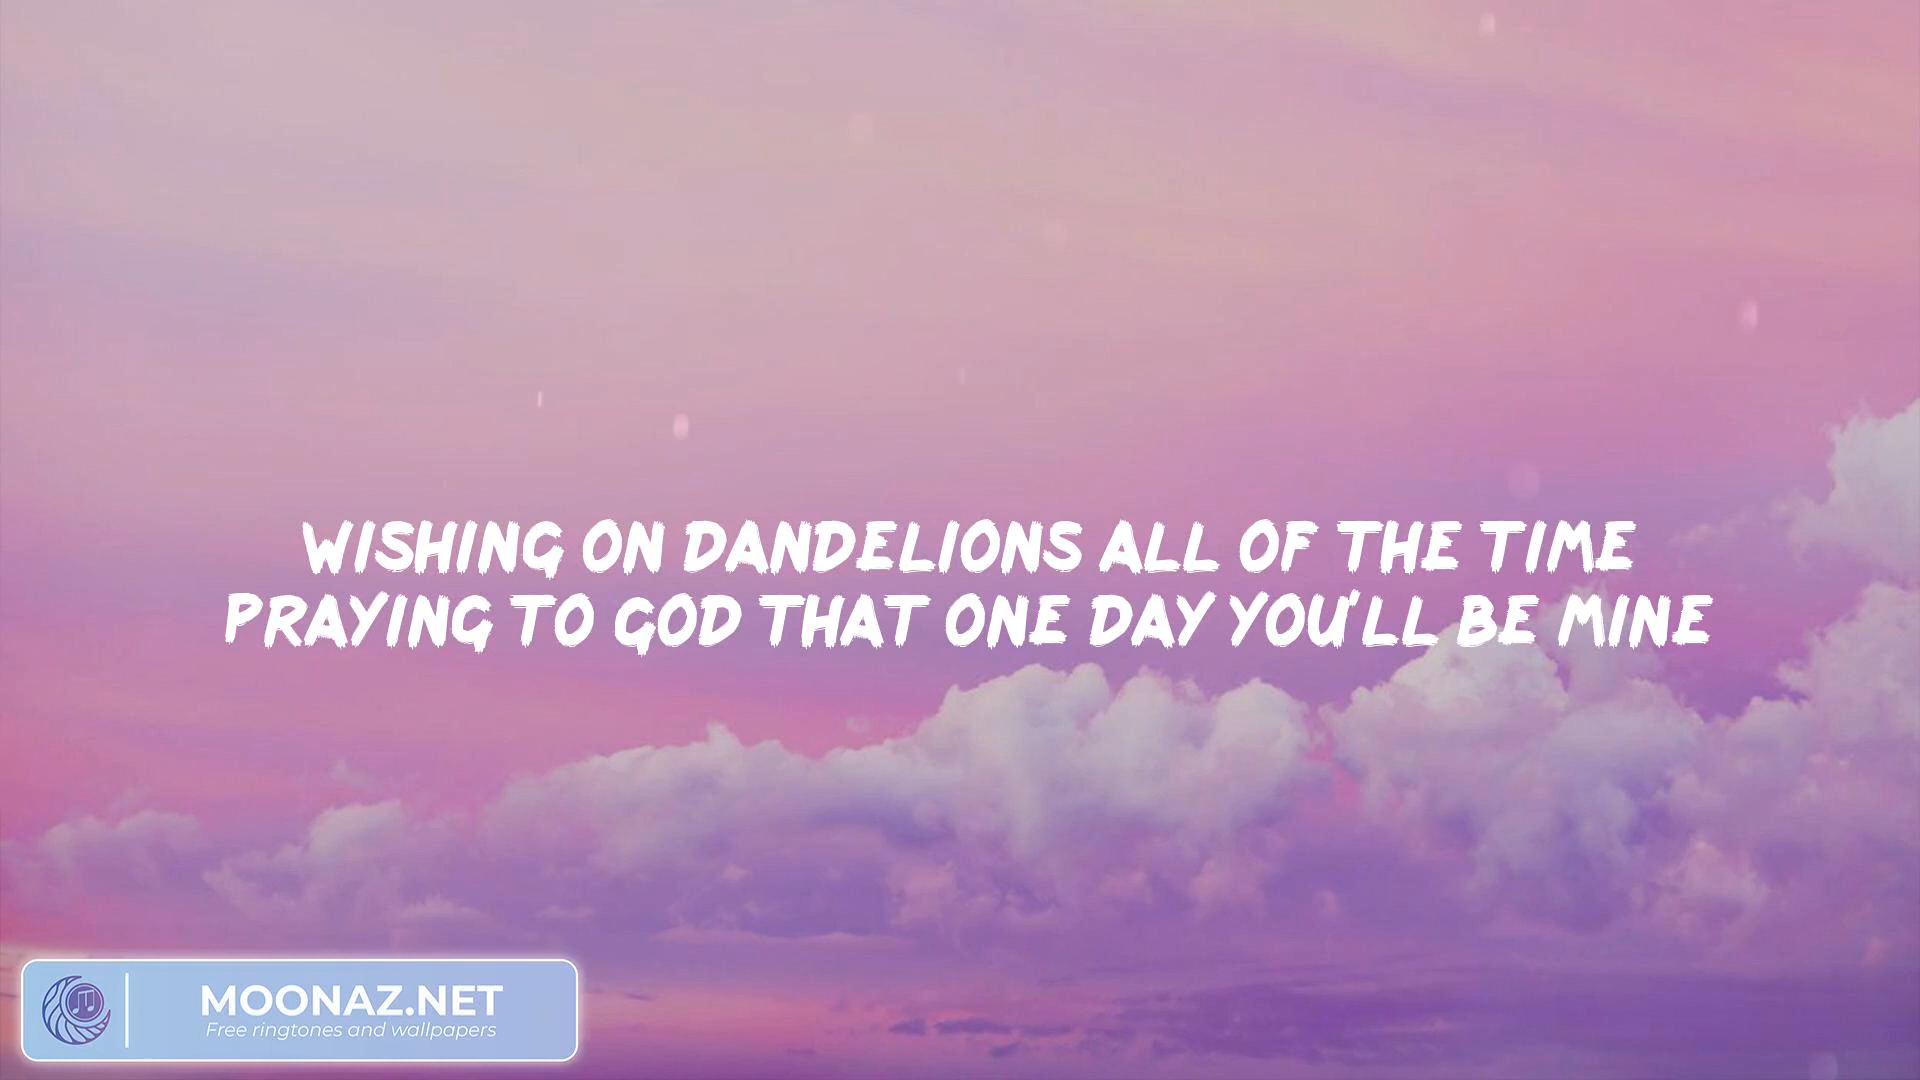 WISHING ON DANDELIONS ALL OF THE TIME
PRAYING TO GOD THAT ONE DAY YOU'LL BE MINE
MOONAZ.NET
Free ringtones and wallpapers